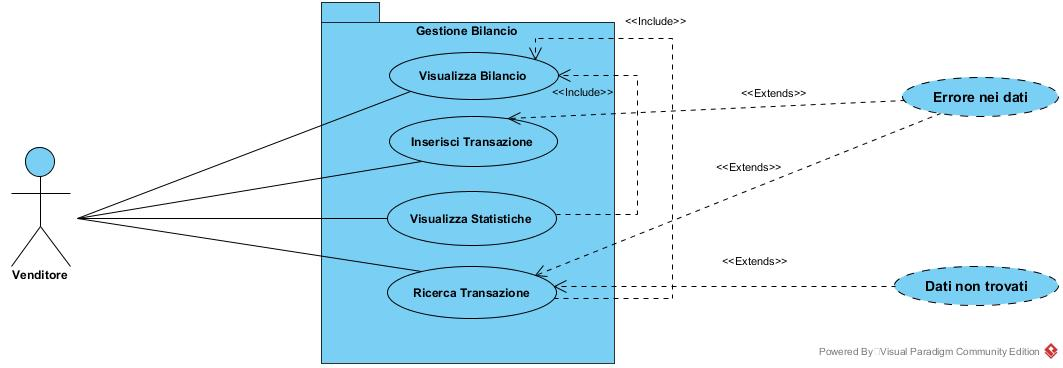 <<Include>>
Gestione Bilancio
Visualizza Bilancio
<<Include>>
<<Extends>>
Errore nei dati
Inserisci Transazione
<<Extends>>
Visualizza Statistiche
Venditore
<<Extends>>
Ricerca Transazione
Dati non trovati
Powered By Visual Paradigm Community Edition